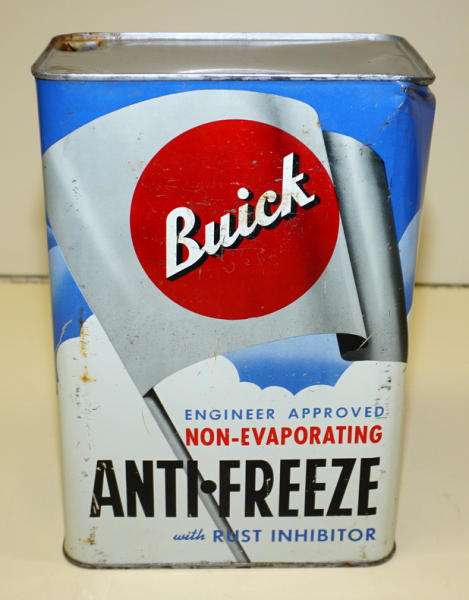 Buick
ENGINEER APPROVED
NON-EVAPORATING
ANTI•FREEZE
with RUST INHIBITOR